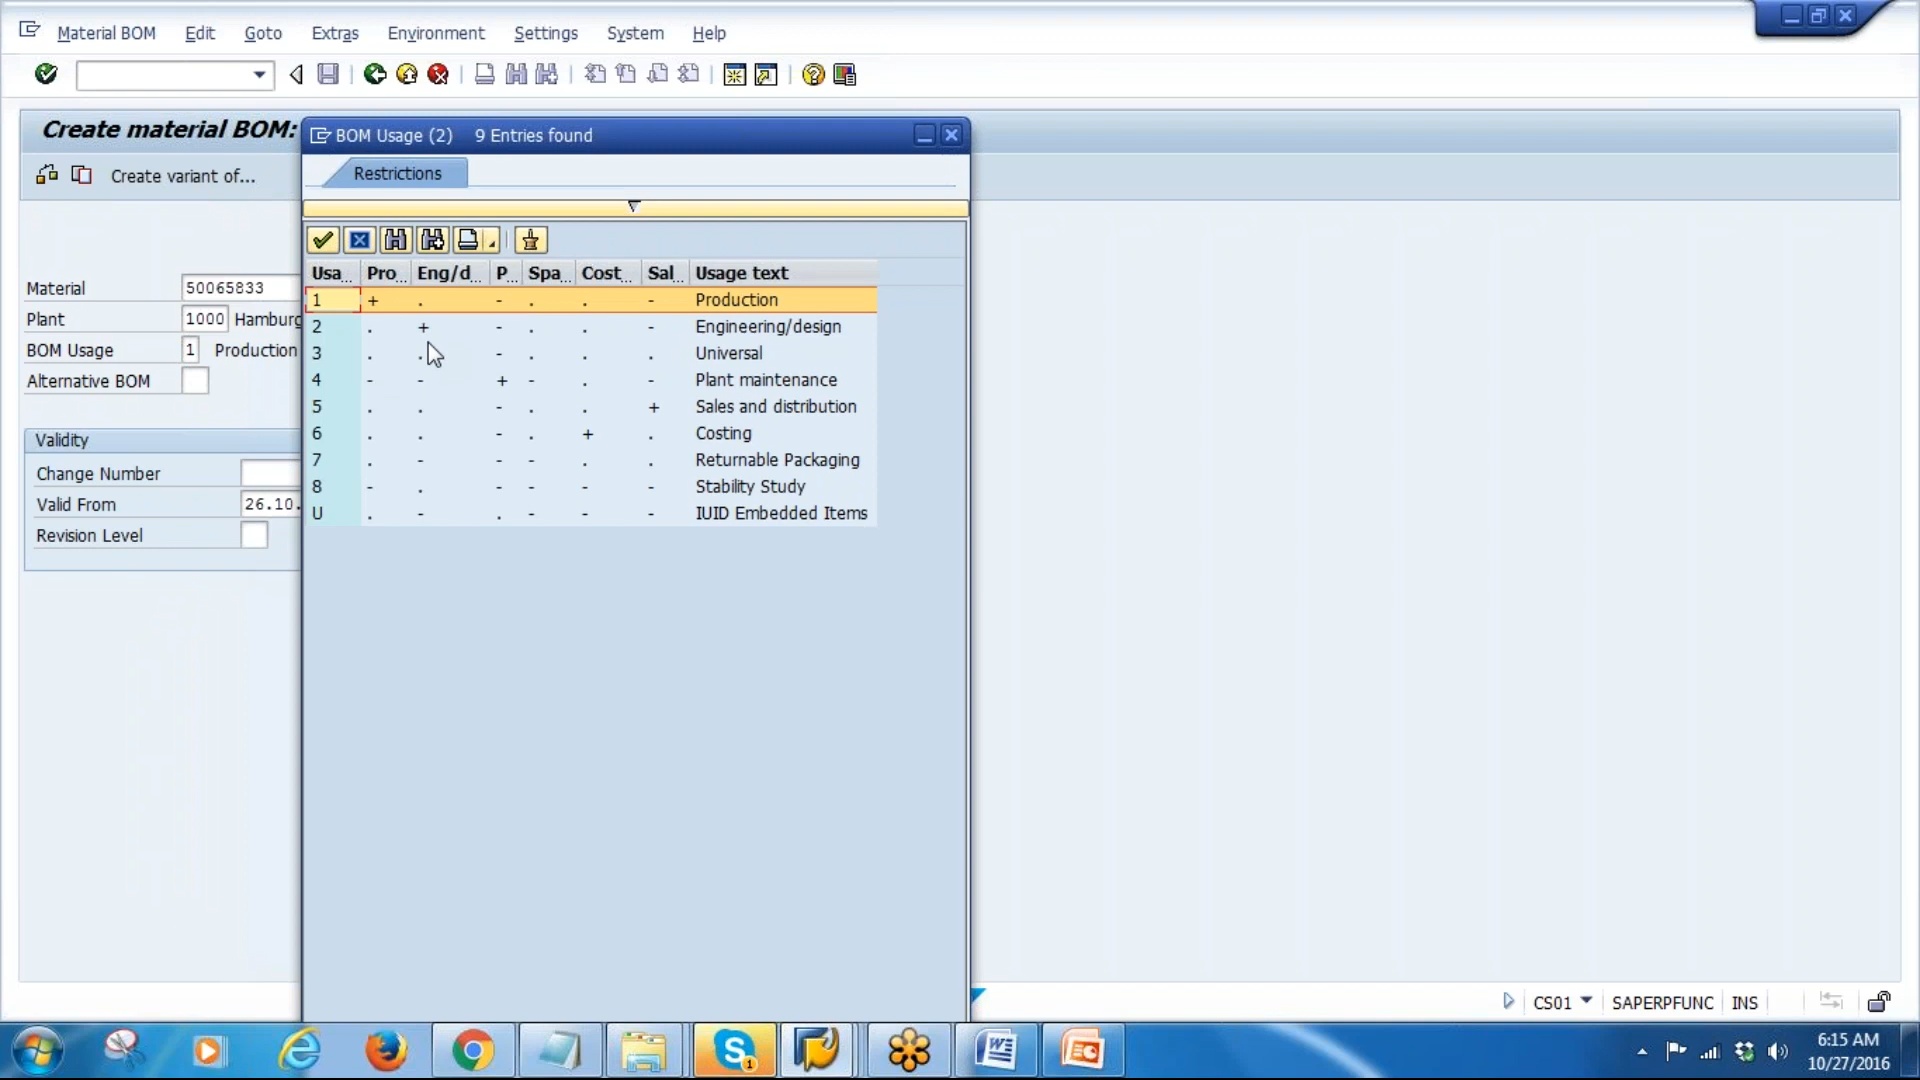 Material BOM Edit Goto Extras Environment Settings System Help
Create material BOM:
Create variant of...
Material 50065833
Plant 1000 Hamburg
BOM Usage 1 Production
Alternative BOM
Validity
Change Number
Valid From 26.10.
Revision Level
BOM Usage (2) 9 Entries found
Restrictions
Usa... Pro... Eng/d... P... Spa... Cost... Sal... Usage text
1 + . - . . - Production
2 . + - . . - Engineering/design
3 . . - . . . Universal
4 - - + - . - Plant maintenance
5 . . - . . + Sales and distribution
6 . . - . + . Costing
7 . - - - . . Returnable Packaging
8 - . - - - - Stability Study
U . - . - - - IUID Embedded Items
CS01 SAPERPFUNC INS
6:15 AM
10/27/2016